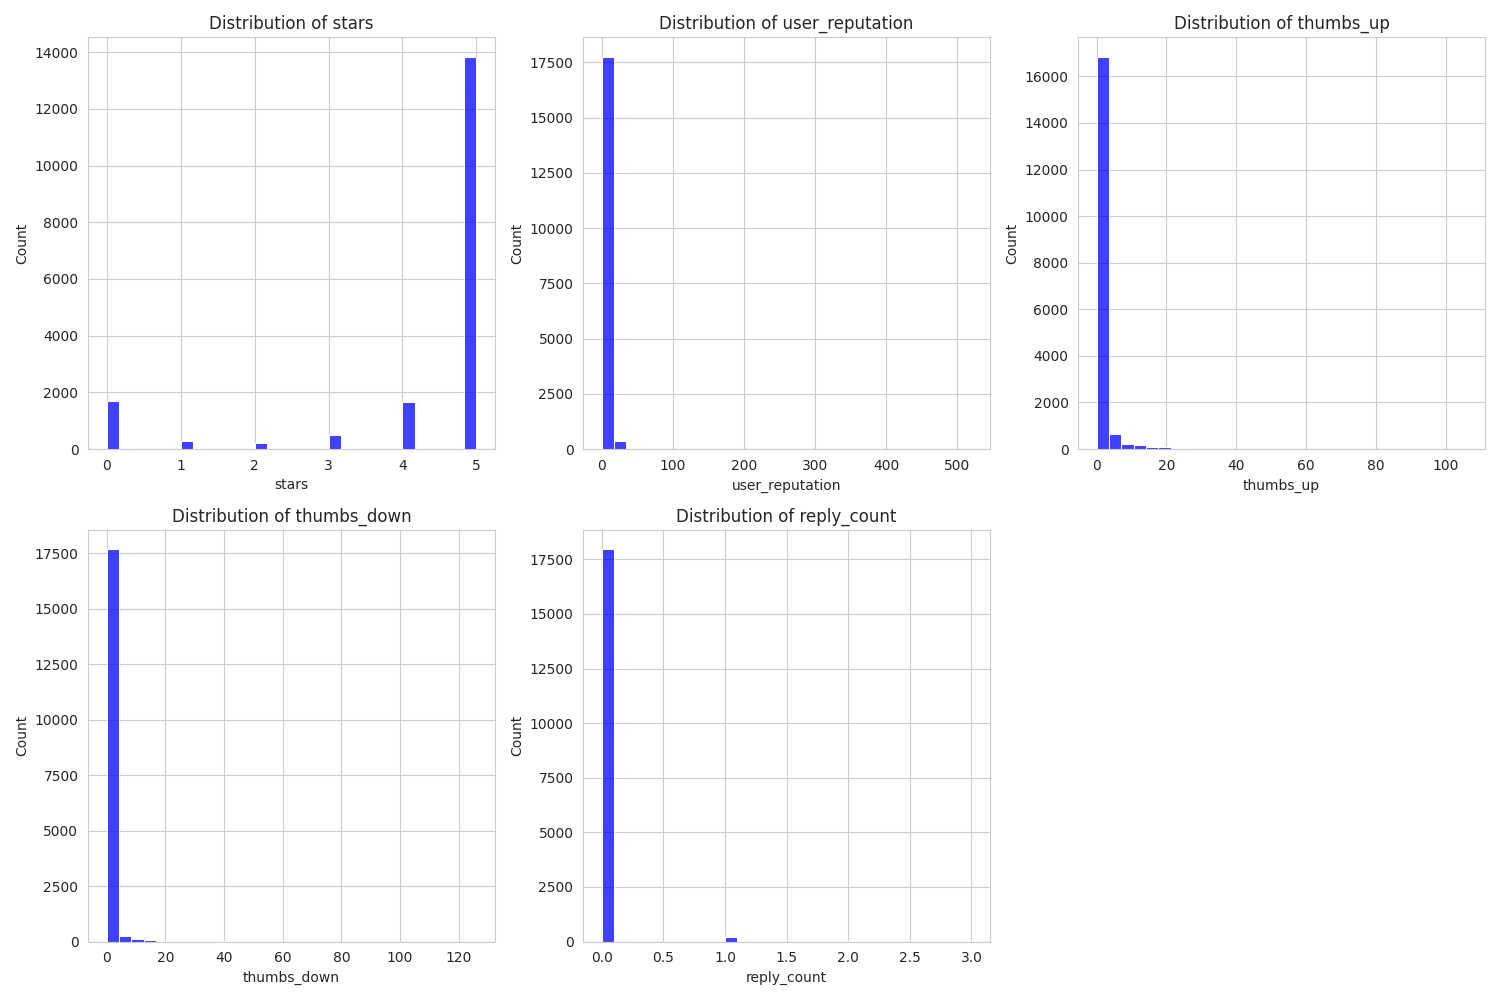 Distribution of stars
14000
12000
10000
8000
6000
4000
2000
0
Count
0 1 2 3 4 5
stars
Distribution of user_reputation
17500
15000
12500
10000
7500
5000
2500
0
Count
0 100 200 300 400 500
user_reputation
Distribution of thumbs_up
16000
14000
12000
10000
8000
6000
4000
2000
0
Count
0 20 40 60 80 100
thumbs_up
Distribution of thumbs_down
17500
15000
12500
10000
7500
5000
2500
0
Count
0 20 40 60 80 100 120
thumbs_down
Distribution of reply_count
17500
15000
12500
10000
7500
5000
2500
0
Count
0.0 0.5 1.0 1.5 2.0 2.5 3.0
reply_count